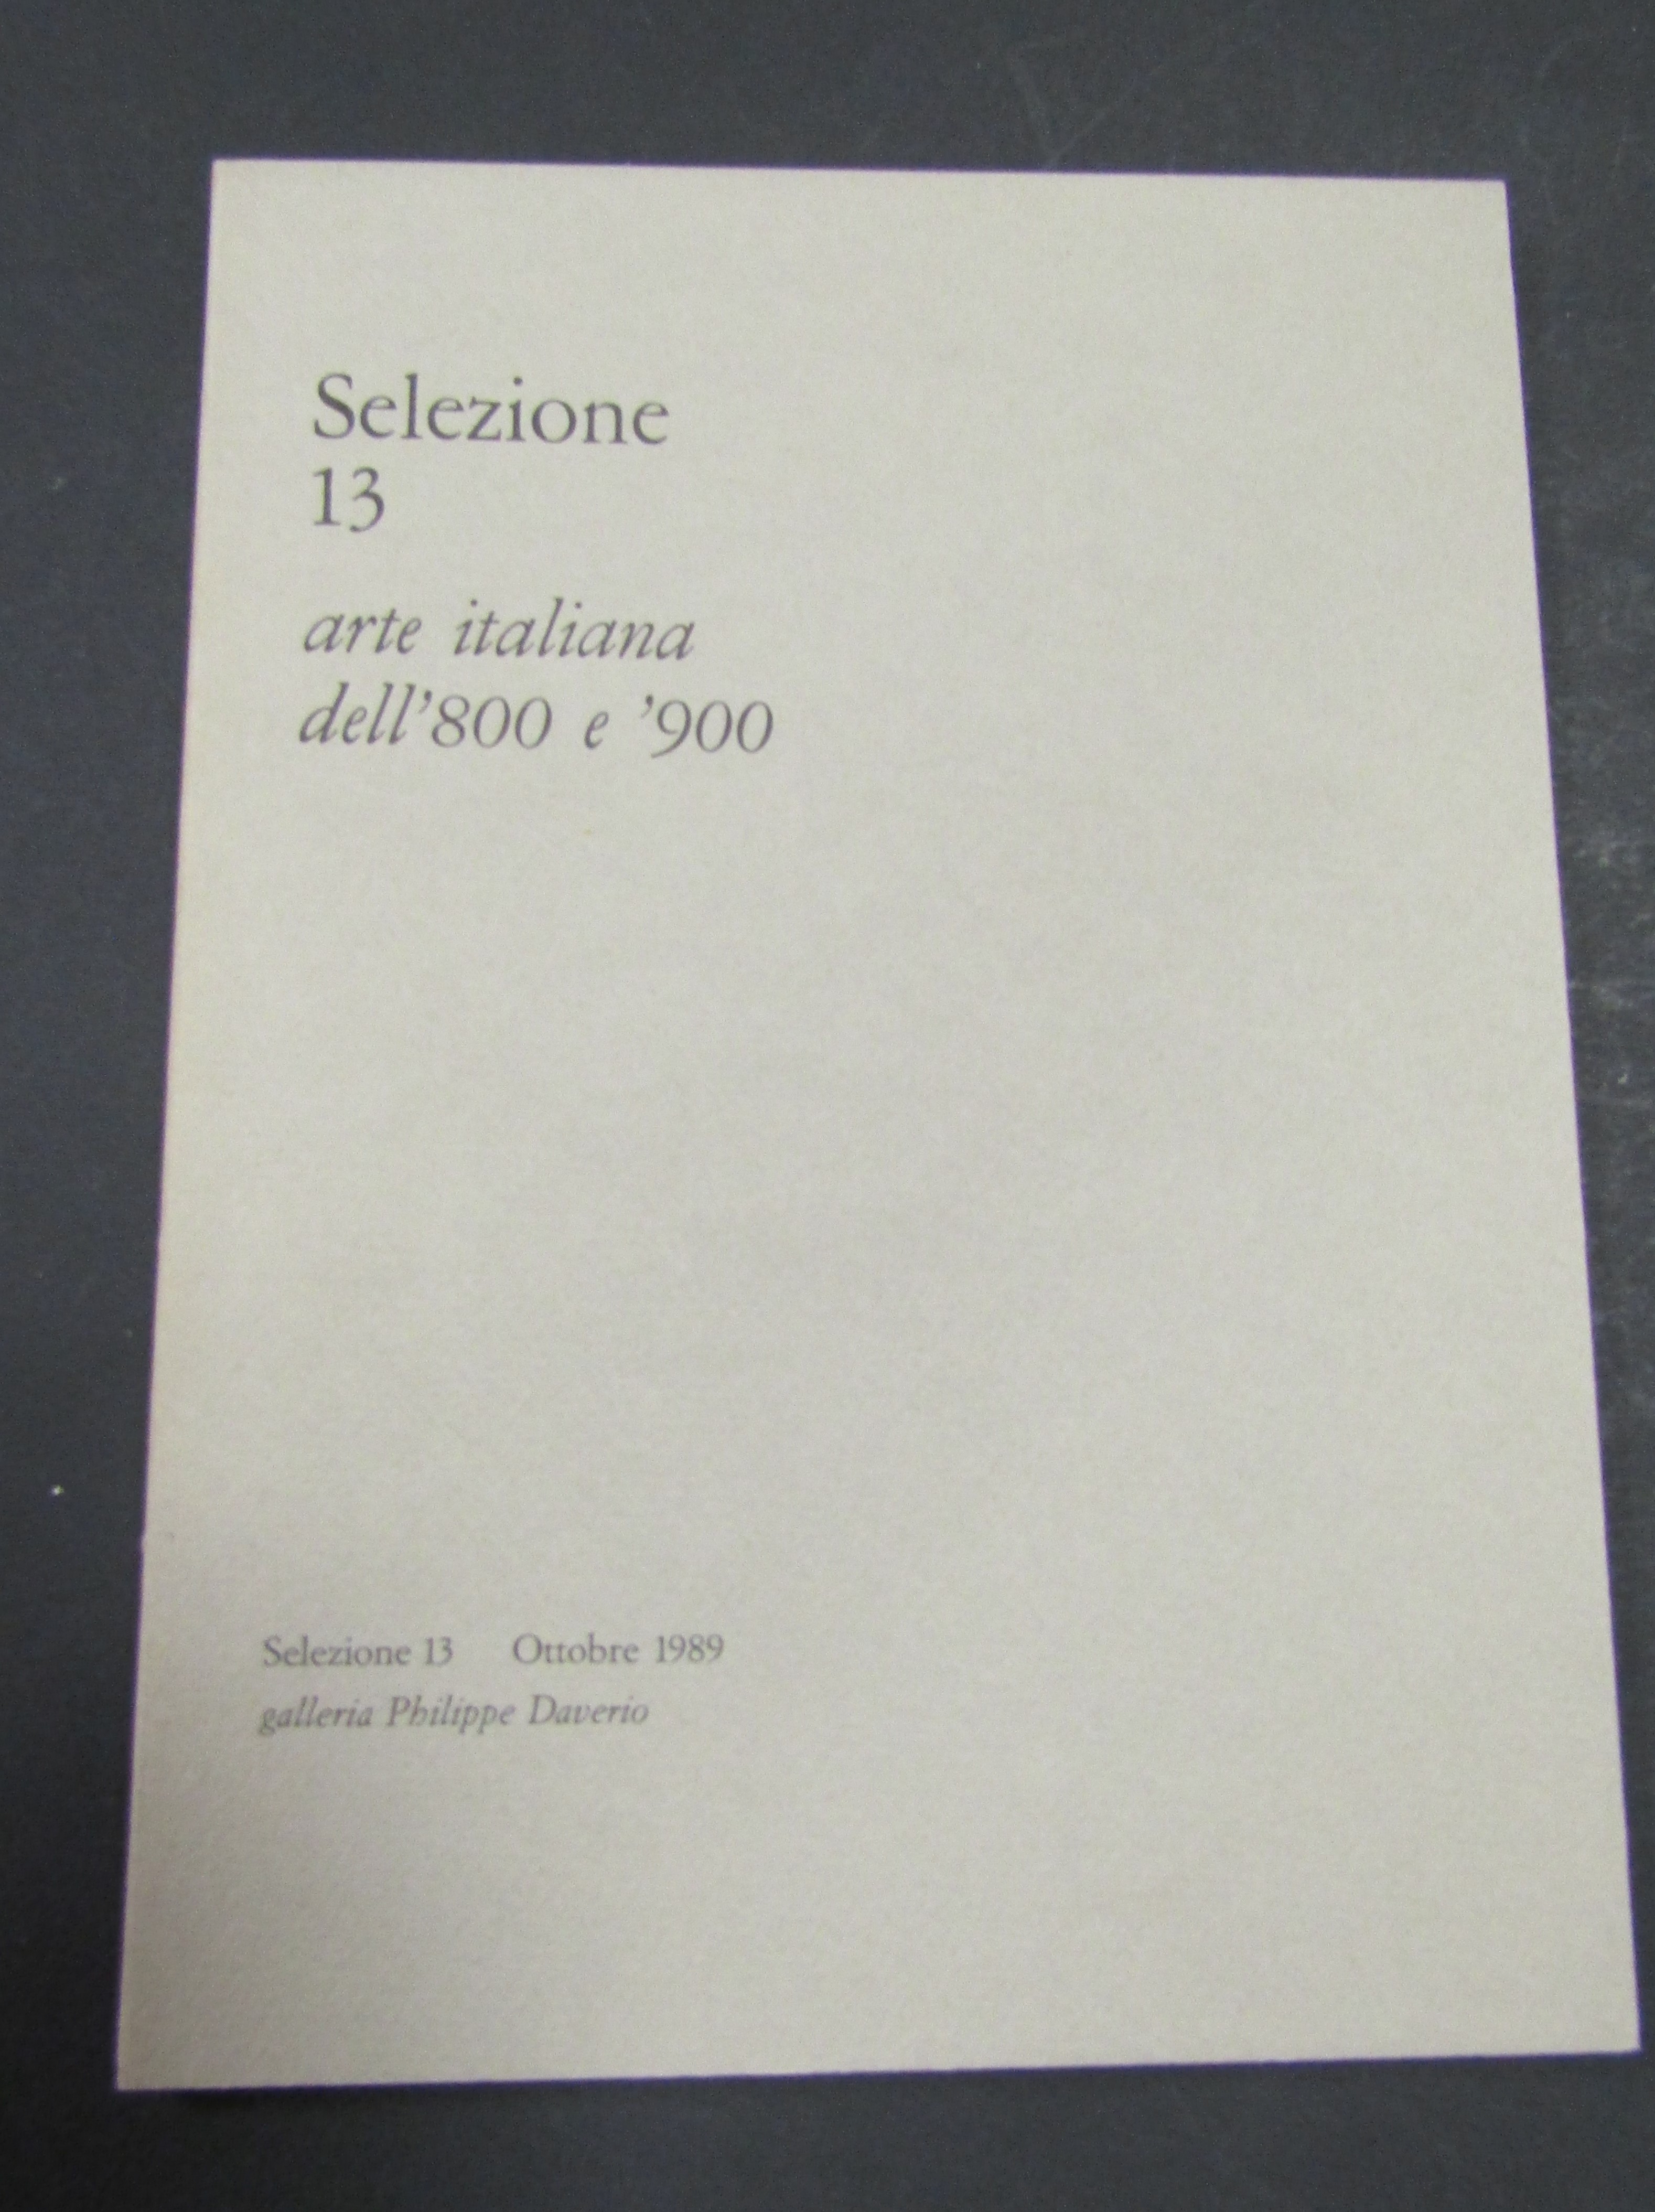 Selezione
13
arte italiana
dell'800 e '900
Selezione 13 Ottobre 1989
galleria Philippe Daverio